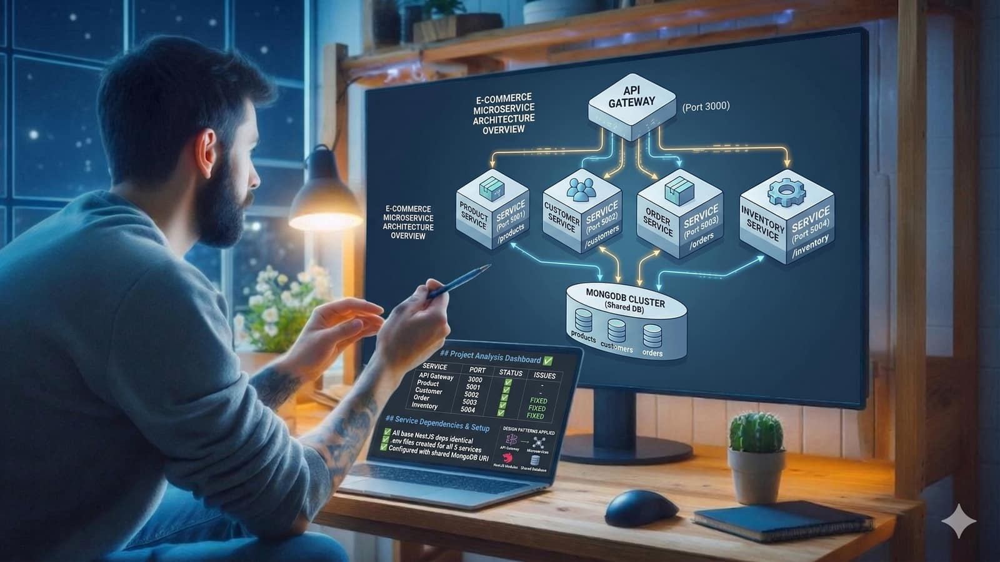 E-COMMERCE
MICROSERVICE
ARCHITECTURE
OVERVIEW
API
GATEWAY
(Port 3000)
E-COMMERCE
MICROSERVICE
ARCHITECTURE
OVERVIEW
PRODUCT
SERVICE
SERVICE
(Port 5001)
/products
CUSTOMER
SERVICE
SERVICE
(Port 5002)
/customers
ORDER
SERVICE
SERVICE
(Port 5003)
/orders
INVENTORY
SERVICE
SERVICE
(Port 5004)
/inventory
MONGODB CLUSTER
(Shared DB)
products
customers
orders
## Project Analysis Dashboard ✅
SERVICE PORT STATUS ISSUES
API Gateway 3000 ✅ -
Product 5001 ✅ -
Customer 5002 ✅ FIXED
Order 5003 ✅ FIXED
Inventory 5004 ✅ FIXED
## Service Dependencies & Setup
✅ All base NestJS deps identical
✅ .env files created for all 5 services
✅ Configured with shared MongoDB URI
DESIGN PATTERNS APPLIED
API Gateway
Microservices
NestJS Modules
Shared Database